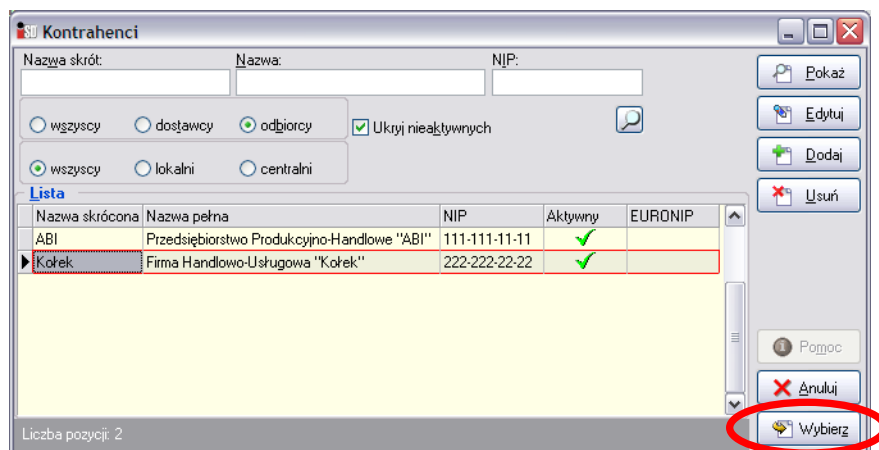 Kontrahenci
Nazwa skrót: Nazwa: NIP:
Pokaż
wszyscy dostawcy odbiorcy Ukryj nieaktywnych
Edytuj
wszyscy lokalni centralni
Dodaj
Usuń
Lista
Nazwa skrócona Nazwa pełna NIP Aktywny EURONIP
ABI Przedsiębiorstwo Produkcyjno-Handlowe "ABI" 111-111-11-11
Kołek Firma Handlowo-Usługowa "Kołek" 222-222-22-22
Pomoc
Anuluj
Liczba pozycji: 2
Wybierz